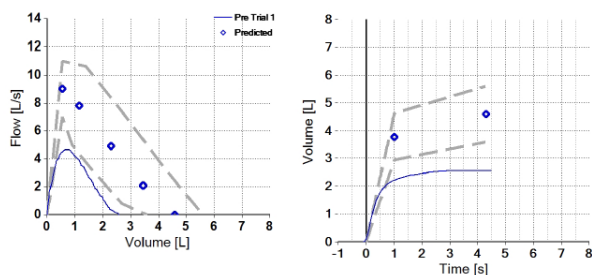 Pre Trial 1
Predicted
Flow [L/s]
14
12
10
8
6
4
2
0
0 1 2 3 4 5 6 7 8
Volume [L]
Volume [L]
8
7
6
5
4
3
2
1
0
-1 0 1 2 3 4 5 6 7 8
Time [s]